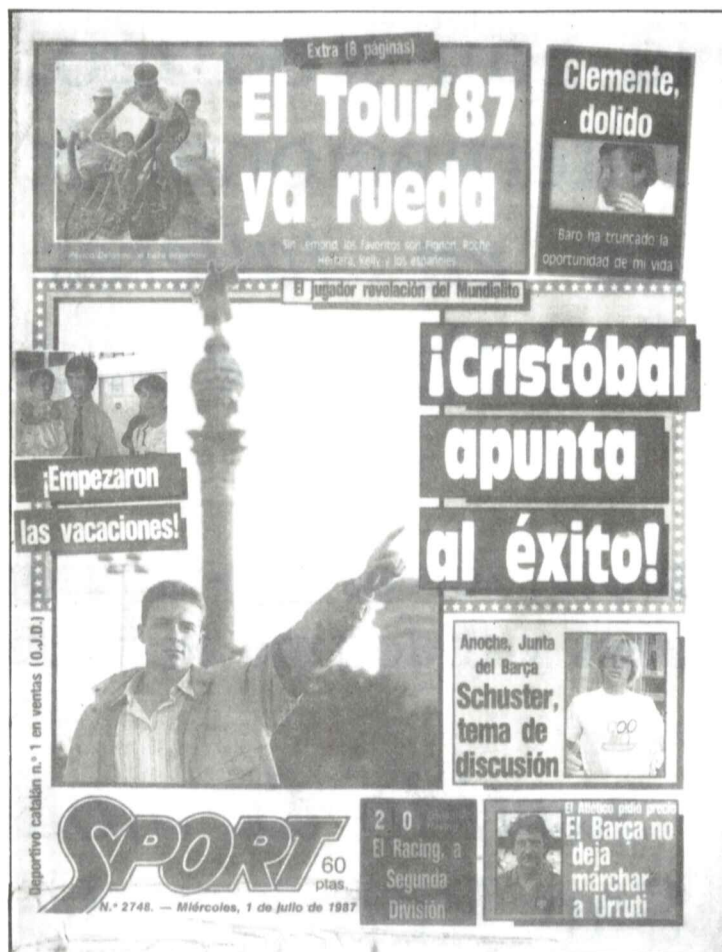 Extra (8 páginas)
El Tour'87
ya rueda
Sin Lemond, los favoritos son Fignon, Roche
Herrera, Kelly y los españoles
Clemente,
dolido
Baro ha truncado la
oportunidad de mi vida
El jugador revelación del Mundialito
¡Cristóbal
apunta
al éxito!
¡Empezaron
las vacaciones!
Anoche, Junta
del Barça
Schuster,
tema de
discusión
Deportivo catalán n.° 1 en ventas (O.J.D.)
SPORT
60
ptas.
N.° 2748. — Miércoles, 1 de julio de 1987
2 0
El Racing, a
Segunda
División
El Atlético pidió precio
El Barça no
deja
marchar
a Urruti